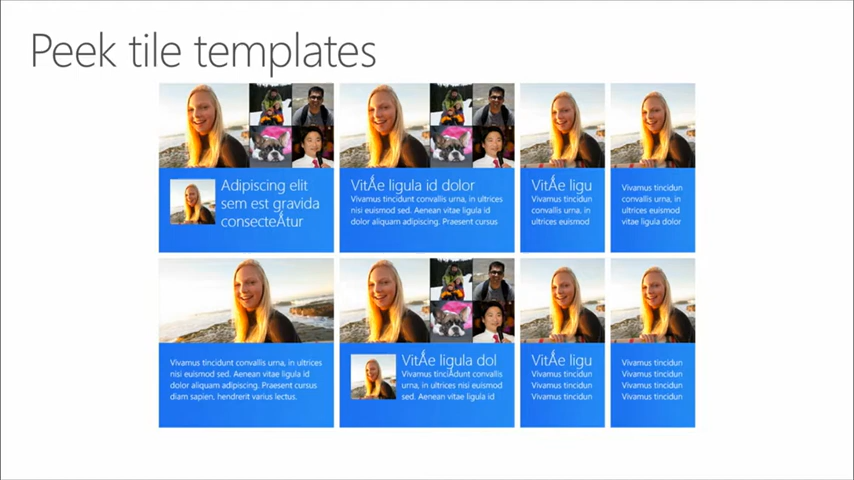 Peek tile templates
Adipiscing elit
sem est gravida
consecteÅtur
VitÅe ligula id dolor
Vivamus tincidunt convallis urna, in ultrices
nisi euismod sed. Aenean vitae ligula id
dolor aliquam adipiscing. Praesent cursus
VitÅe ligu
Vivamus tincidun
convallis urna, in
ultrices nisi
euismod
Vivamus tincidun
convallis urna, in
ultrices nisi euismod
vitae ligula dolor
Vivamus tincidunt convallis urna, in ultrices
nisi euismod sed. Aenean vitae ligula id
dolor aliquam adipiscing. Praesent cursus
diam sapien, hendrerit varius lectus.
VitÅe ligula dol
Vivamus tinciÅdunt convallis
urna, in ultrices nisi euismod
sed. Aenean vitae ligula id
VitÅe ligu
Vivamus tincidun
Vivamus tincidun
Vivamus tincidun
Vivamus tincidun
Vivamus tincidun
Vivamus tincidun
Vivamus tincidun